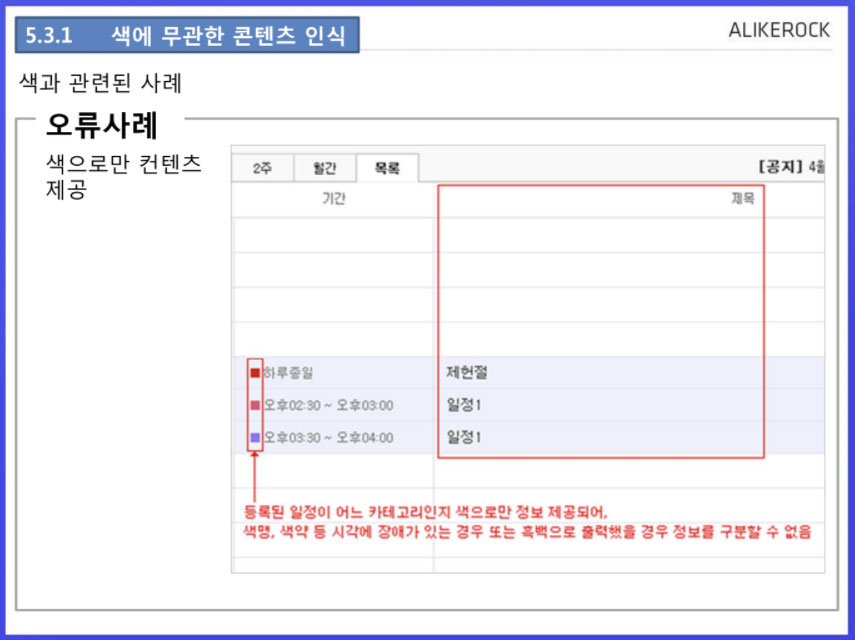 5.3.1 색에 무관한 콘텐츠 인식
ALIKEROCK
색과 관련된 사례
오류사례
색으로만 컨텐츠
제공
2주 월간 목록 [공지] 4월
기간 제목
하루종일 제헌절
오후02:30 ~ 오후03:00 일정1
오후03:30 ~ 오후04:00 일정1
등록된 일정이 어느 카테고리인지 색으로만 정보 제공되어,
색맹, 색약 등 시각에 장애가 있는 경우 또는 흑백으로 출력했을 경우 정보를 구분할 수 없음